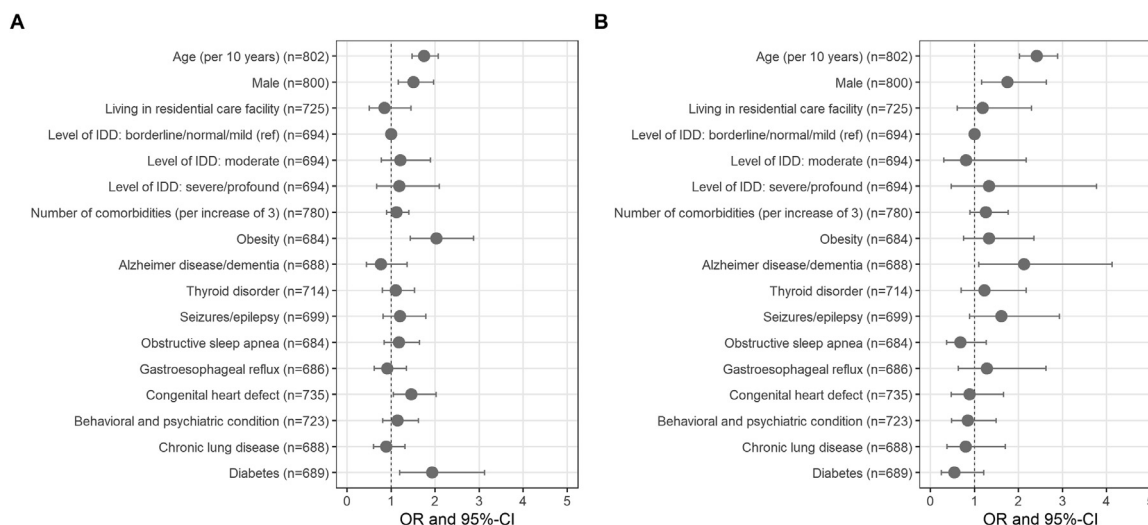 A
Age (per 10 years) (n=802)
Male (n=800)
Living in residential care facility (n=725)
Level of IDD: borderline/normal/mild (ref) (n=694)
Level of IDD: moderate (n=694)
Level of IDD: severe/profound (n=694)
Number of comorbidities (per increase of 3) (n=780)
Obesity (n=684)
Alzheimer disease/dementia (n=688)
Thyroid disorder (n=714)
Seizures/epilepsy (n=699)
Obstructive sleep apnea (n=684)
Gastroesophageal reflux (n=686)
Congenital heart defect (n=735)
Behavioral and psychiatric condition (n=723)
Chronic lung disease (n=688)
Diabetes (n=689)
0 1 2 3 4 5
OR and 95%-CI
B
Age (per 10 years) (n=802)
Male (n=800)
Living in residential care facility (n=725)
Level of IDD: borderline/normal/mild (ref) (n=694)
Level of IDD: moderate (n=694)
Level of IDD: severe/profound (n=694)
Number of comorbidities (per increase of 3) (n=780)
Obesity (n=684)
Alzheimer disease/dementia (n=688)
Thyroid disorder (n=714)
Seizures/epilepsy (n=699)
Obstructive sleep apnea (n=684)
Gastroesophageal reflux (n=686)
Congenital heart defect (n=735)
Behavioral and psychiatric condition (n=723)
Chronic lung disease (n=688)
Diabetes (n=689)
0 1 2 3 4 5
OR and 95%-CI